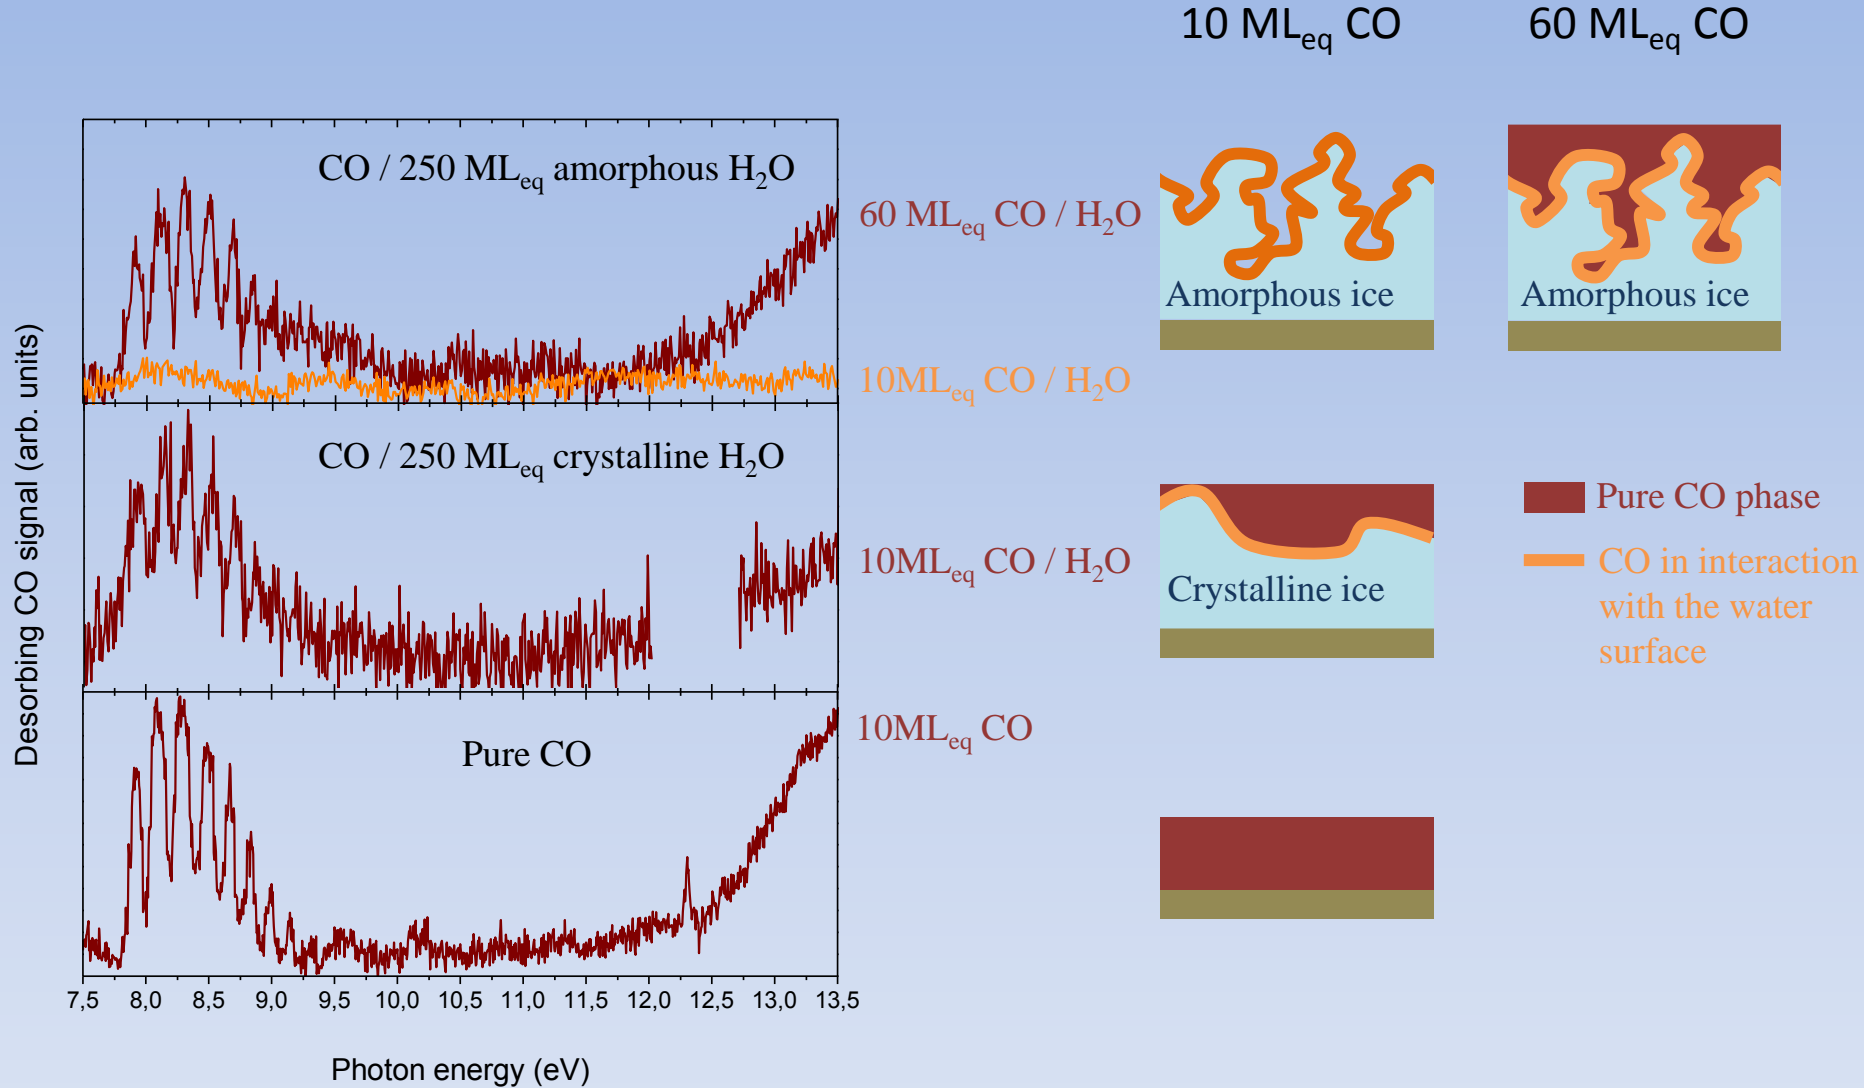 10 MLeq CO
60 MLeq CO
CO / 250 MLeq amorphous H2O
60 MLeq CO / H2O
10MLeq CO / H2O
Amorphous ice
Amorphous ice
CO / 250 MLeq crystalline H2O
10MLeq CO / H2O
Crystalline ice
Pure CO phase
CO in interaction
with the water
surface
Pure CO
10MLeq CO
Desorbing CO signal (arb. units)
7,5 8,0 8,5 9,0 9,5 10,0 10,5 11,0 11,5 12,0 12,5 13,0 13,5
Photon energy (eV)